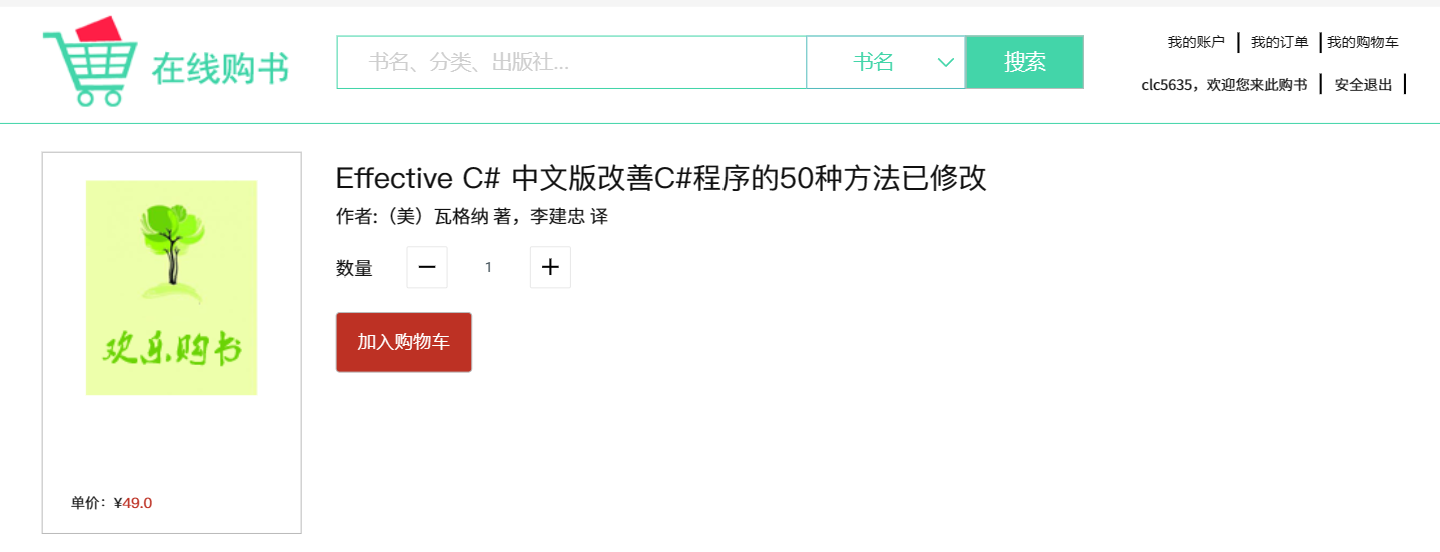 在线购书
书名、分类、出版社...
书名
搜索
我的账户
我的订单
我的购物车
clc5635，欢迎您来此购书
安全退出
欢乐购书
单价：¥49.0
Effective C# 中文版改善C#程序的50种方法已修改
作者:（美）瓦格纳 著，李建忠 译
数量
1
加入购物车